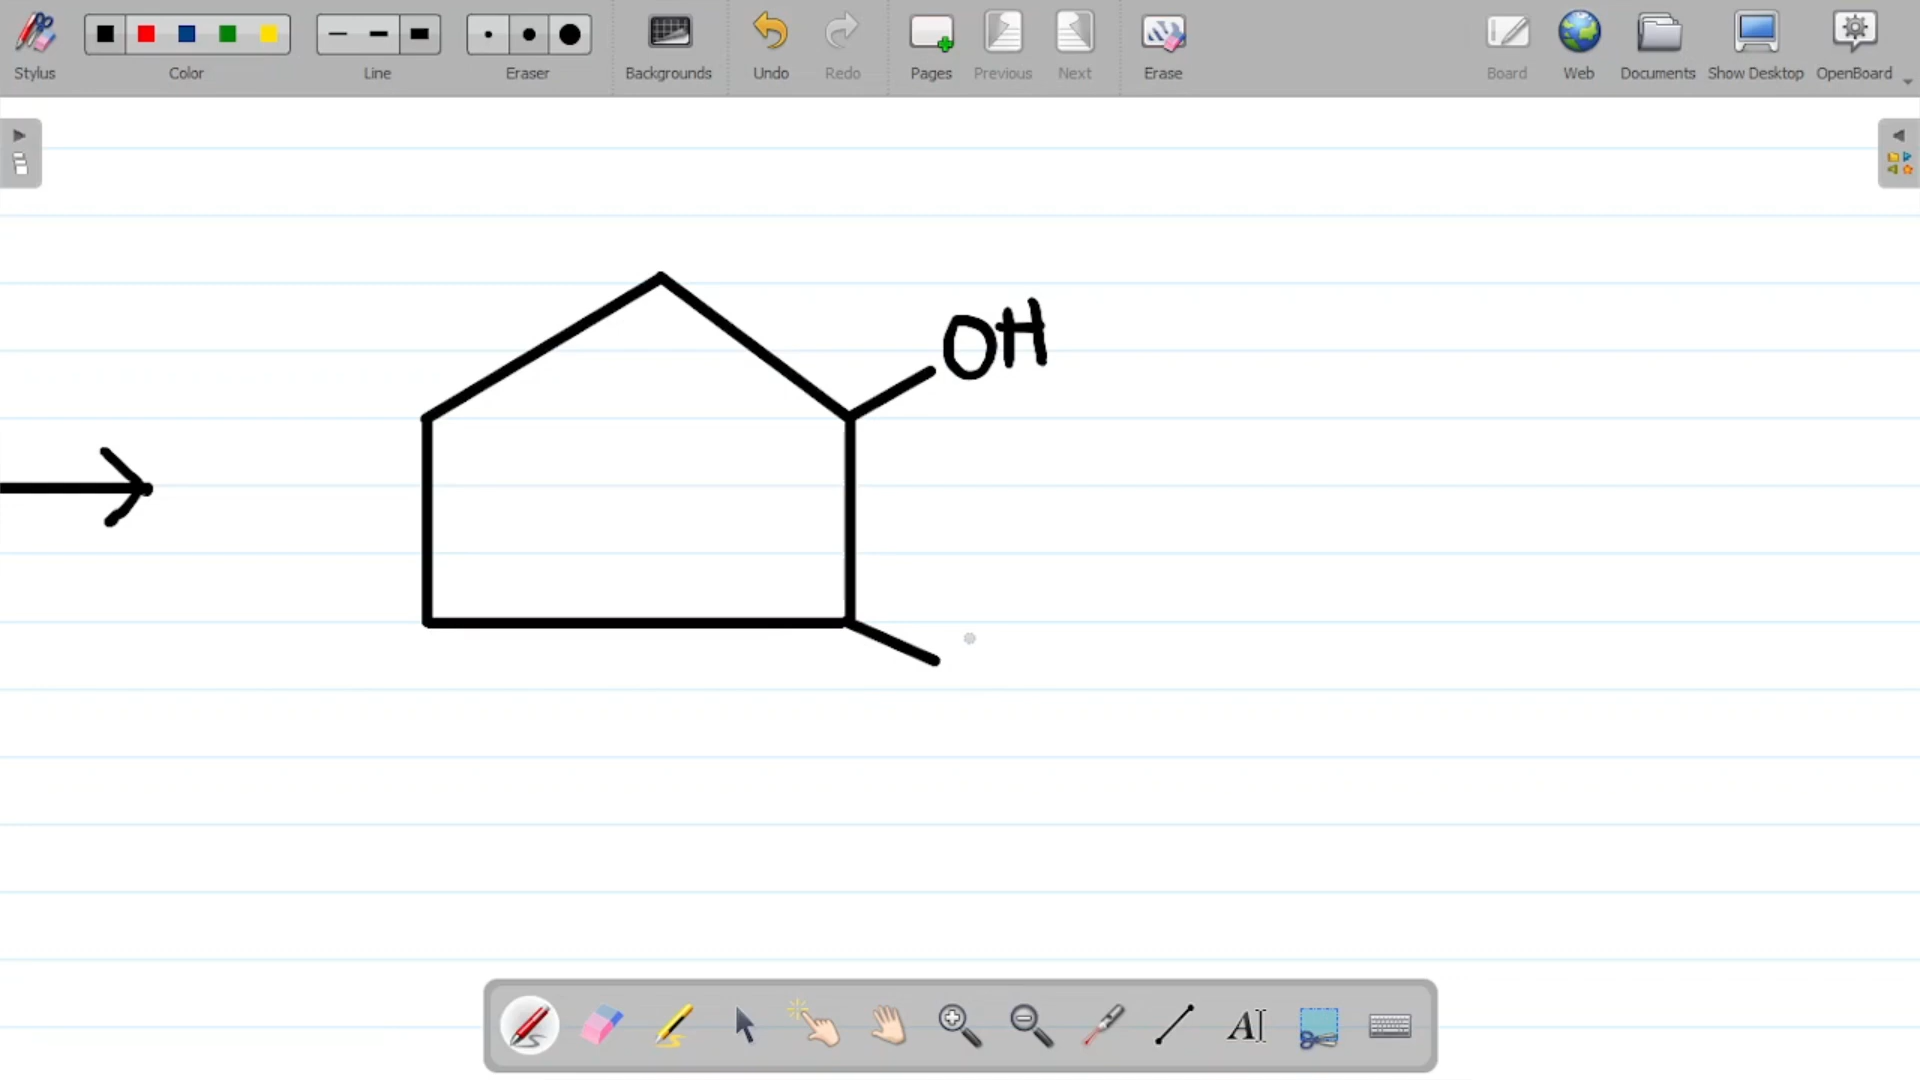 Stylus
Color
Line
Eraser
Backgrounds
Undo
Redo
Pages
Previous
Next
Erase
Board
Web
Documents
Show Desktop
OpenBoard
OH
A